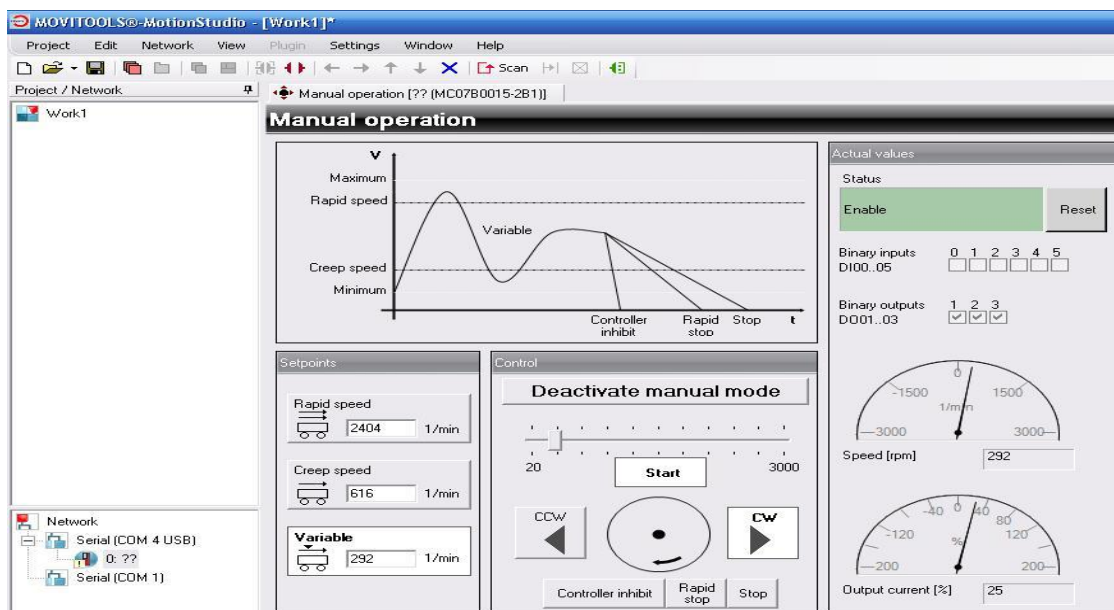 MOVITOOLS®-MotionStudio - [Work1]*
Project Edit Network View Plugin Settings Window Help
Scan
Project / Network
Work1
Manual operation [?? (MC07B0015-2B1)]
Manual operation
V
Maximum
Rapid speed
Variable
Creep speed
Minimum
Controller inhibit
Rapid stop
Stop
t
Setpoints
Rapid speed
2404 1/min
Creep speed
616 1/min
Variable
292 1/min
Control
Deactivate manual mode
20 3000
Start
CCW
CW
Controller inhibit
Rapid stop
Stop
Actual values
Status
Enable
Reset
Binary inputs 0 1 2 3 4 5
DI00..05
Binary outputs 1 2 3
DO01..03
0
-1500 1500
1/min
-3000 3000
Speed [rpm] 292
-40 0 40
80
-120 120
%
-200 200
Output current [%] 25
Network
Serial (COM 4 USB)
0: ??
Serial (COM 1)